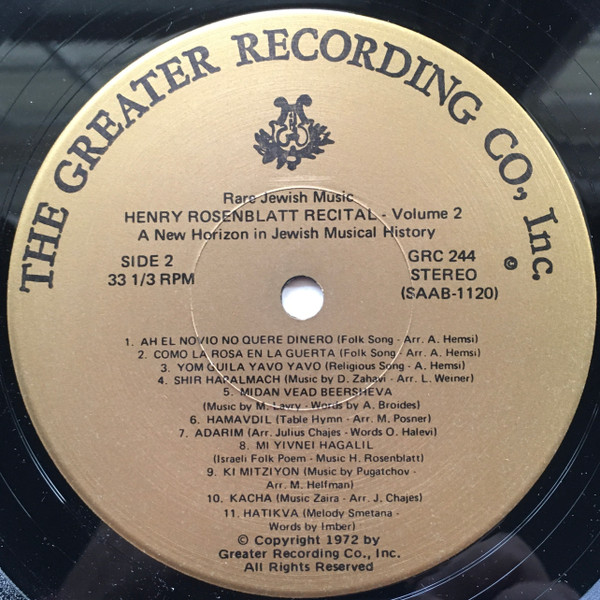 THE GREATER RECORDING CO., Inc.
Rare Jewish Music
HENRY ROSENBLATT RECITAL - Volume 2
A New Horizon in Jewish Musical History
SIDE 2
33 1/3 RPM
GRC 244
STEREO
(SAAB-1120)
1. AH EL NOVIO NO QUERE DINERO (Folk Song - Arr. A. Hemsi)
2. COMO LA ROSA EN LA GUERTA (Folk Song - Arr. A. Hemsi)
3. YOM GUILA YAVO YAVO (Religious Song - A. Hemsi)
4. SHIR HAPALMACH (Music by D. Zahavi - Arr. L. Weiner)
5. MIDAN VEAD BEERSHEVA
(Music by M. Lavry - Words by A. Broides)
6. HAMAVDIL (Table Hymn - Arr. M. Posner)
7. ADARIM (Arr. Julius Chajes - Words O. Halevi)
8. MI YIVNEI HAGALIL
(Israeli Folk Poem - Music H. Rosenblatt)
9. KI MITZIYON (Music by Pugatchov -
Arr. M. Helfman)
10. KACHA (Music Zaira - Arr. J. Chajes)
11. HATIKVA (Melody Smetana -
Words by Imber)
© Copyright 1972 by
Greater Recording Co., Inc.
All Rights Reserved